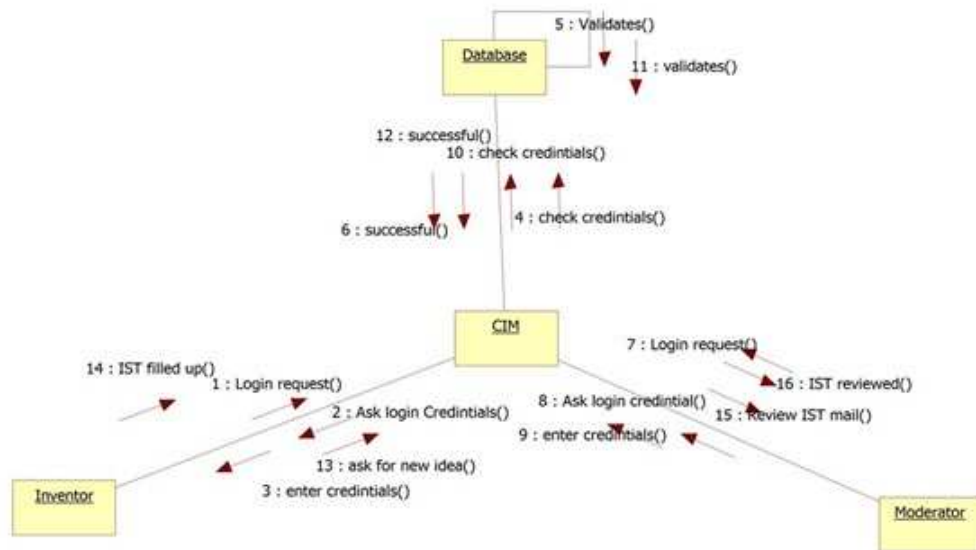 5 : Validates()
Database
11 : validates()
12 : successful()
10 : check credintials()
4 : check credintials()
6 : successful()
CIM
7 : Login request()
14 : IST filled up()
1 : Login request()
16 : IST reviewed()
2 : Ask login Credintials()
8 : Ask login credintial()
15 : Review IST mail()
9 : enter credintials()
13 : ask for new idea()
3 : enter credintials()
Inventor
Moderator